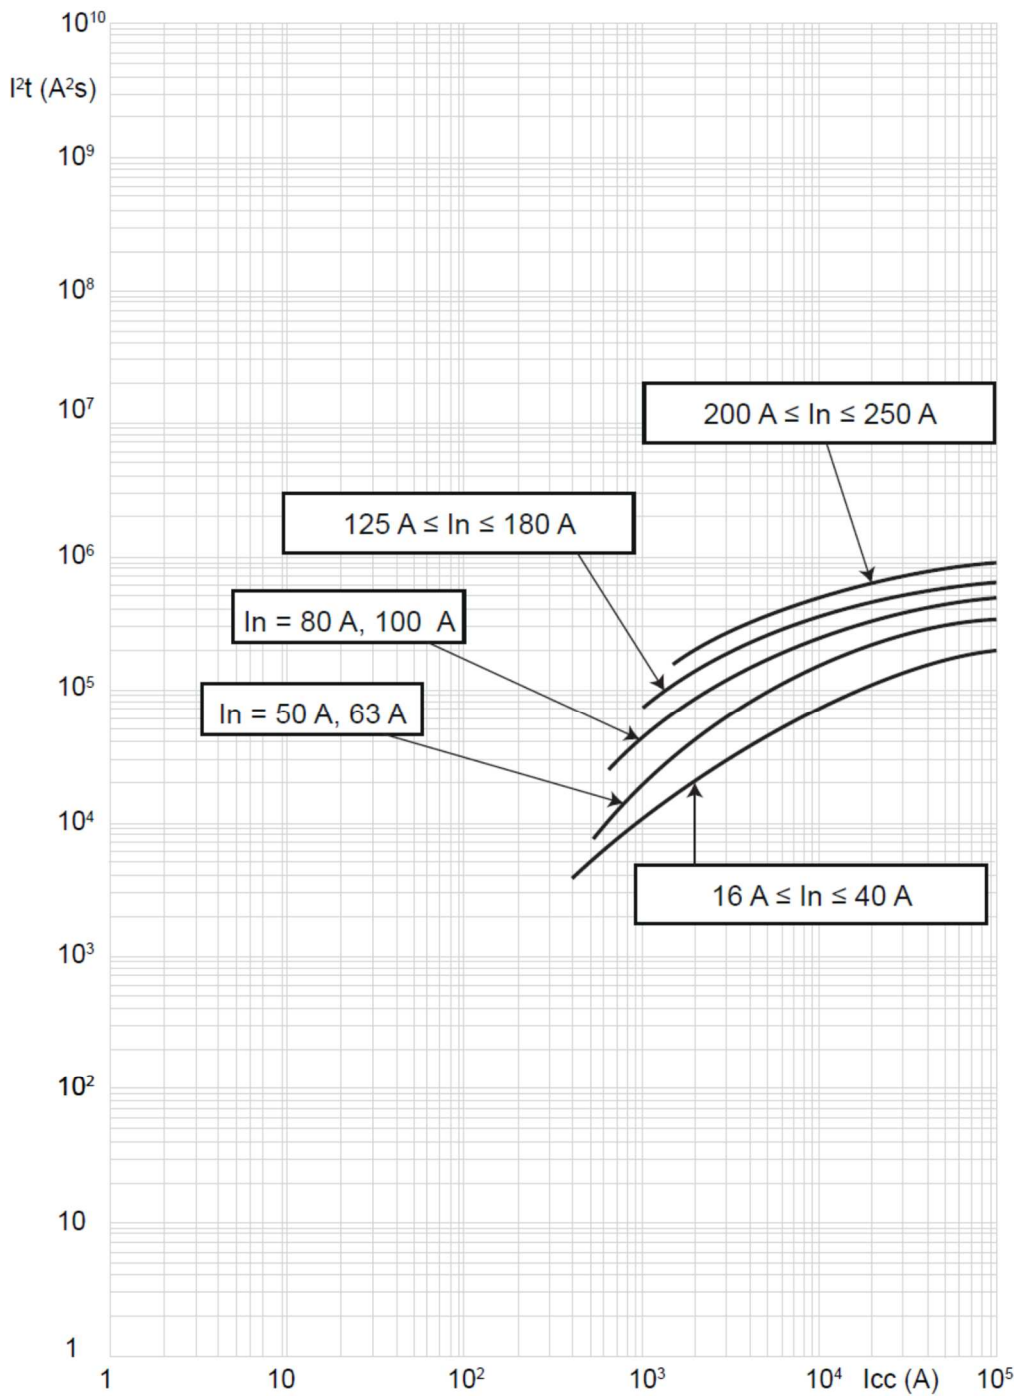 10¹⁰
I²t (A²s)
10⁹
10⁸
10⁷
200 A ≤ In ≤ 250 A
125 A ≤ In ≤ 180 A
10⁶
In = 80 A, 100 A
10⁵
In = 50 A, 63 A
10⁴
16 A ≤ In ≤ 40 A
10³
10²
10
1
1 10 10² 10³ 10⁴ Icc (A) 10⁵